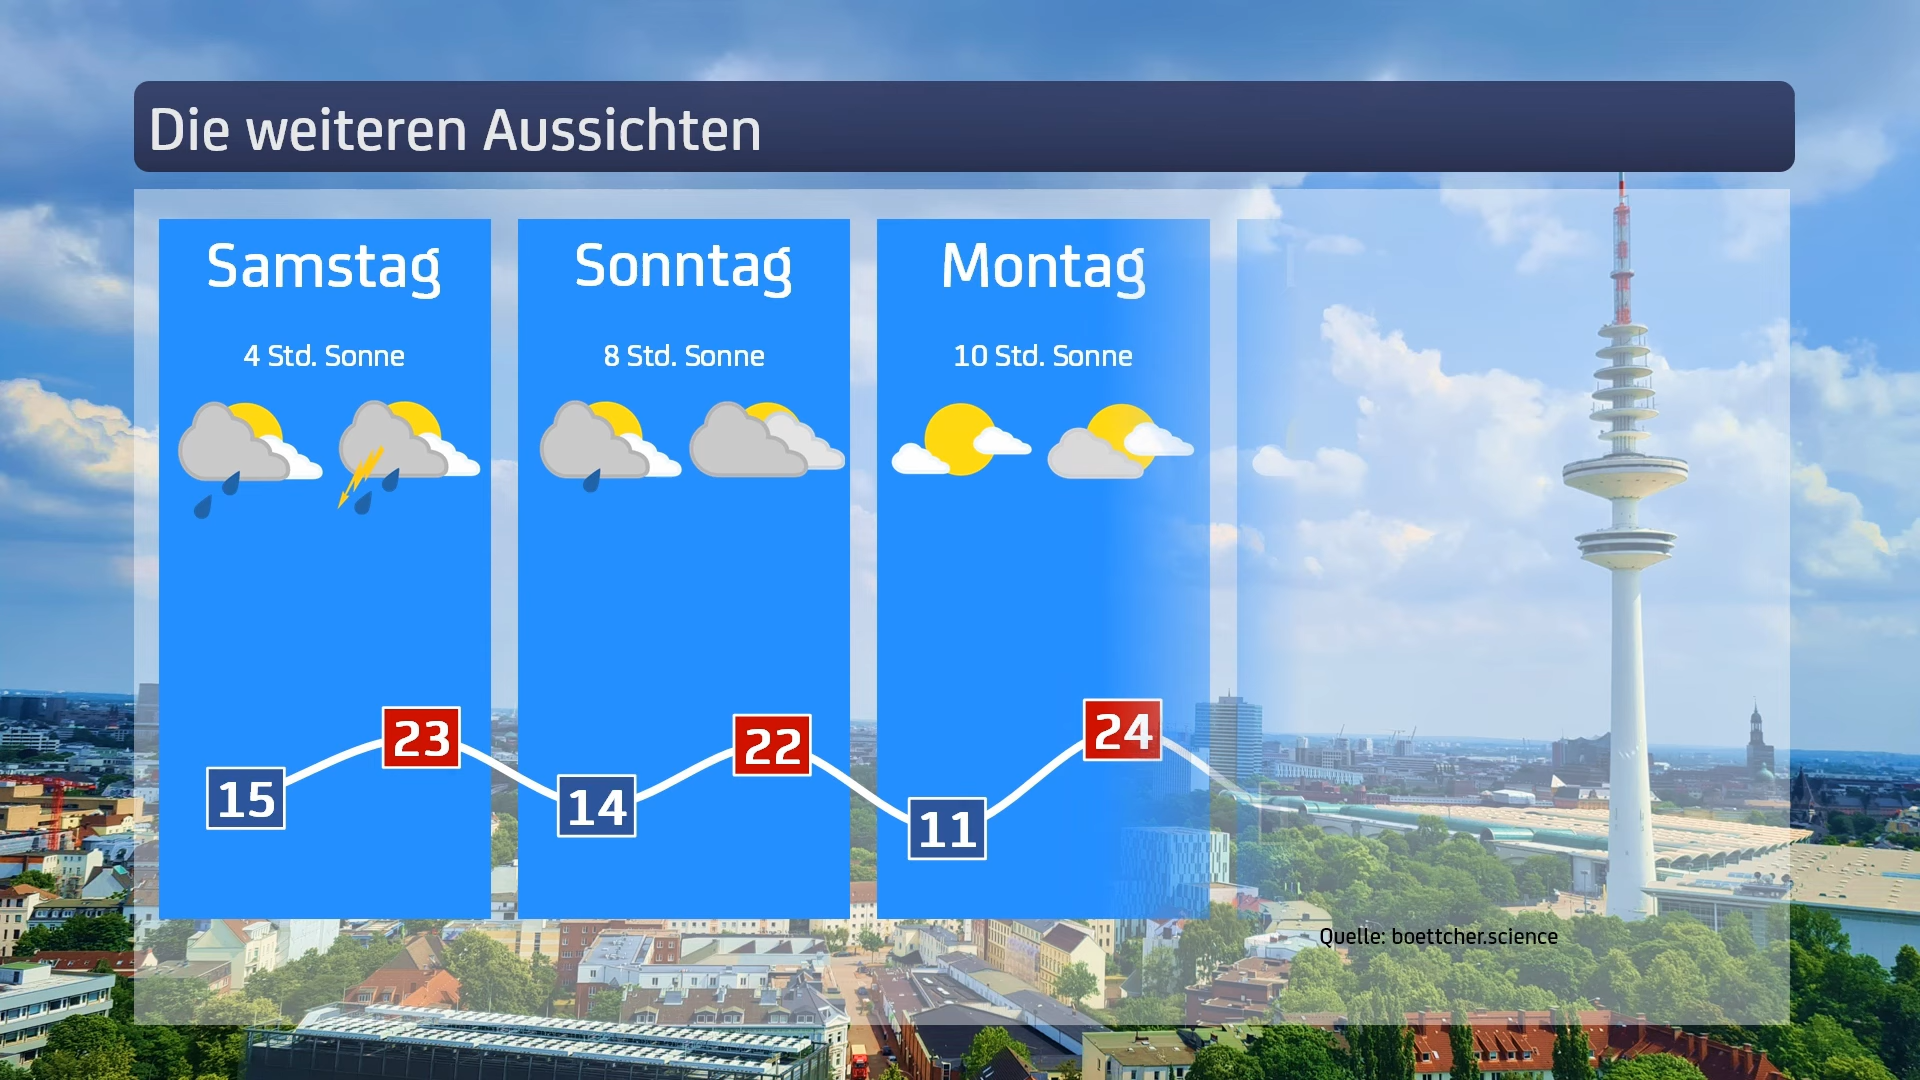 Die weiteren Aussichten
Samstag
4 Std. Sonne
15
23
Sonntag
8 Std. Sonne
14
22
Montag
10 Std. Sonne
11
24
Quelle: boettcher.science